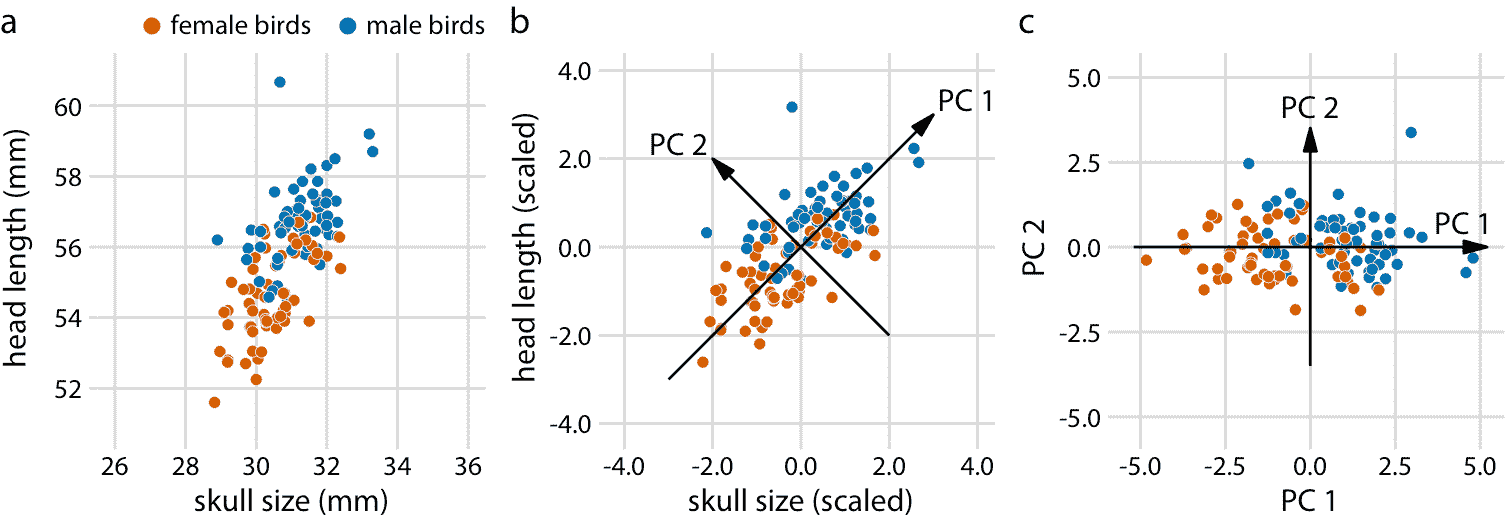 a
female birds
male birds
head length (mm)
60
58
56
54
52
26 28 30 32 34 36
skull size (mm)
b
head length (scaled)
4.0
2.0
0.0
-2.0
-4.0
PC 1
PC 2
-4.0 -2.0 0.0 2.0 4.0
skull size (scaled)
c
PC 2
5.0
2.5
0.0
-2.5
-5.0
PC 2
PC 1
-5.0 -2.5 0.0 2.5 5.0
PC 1